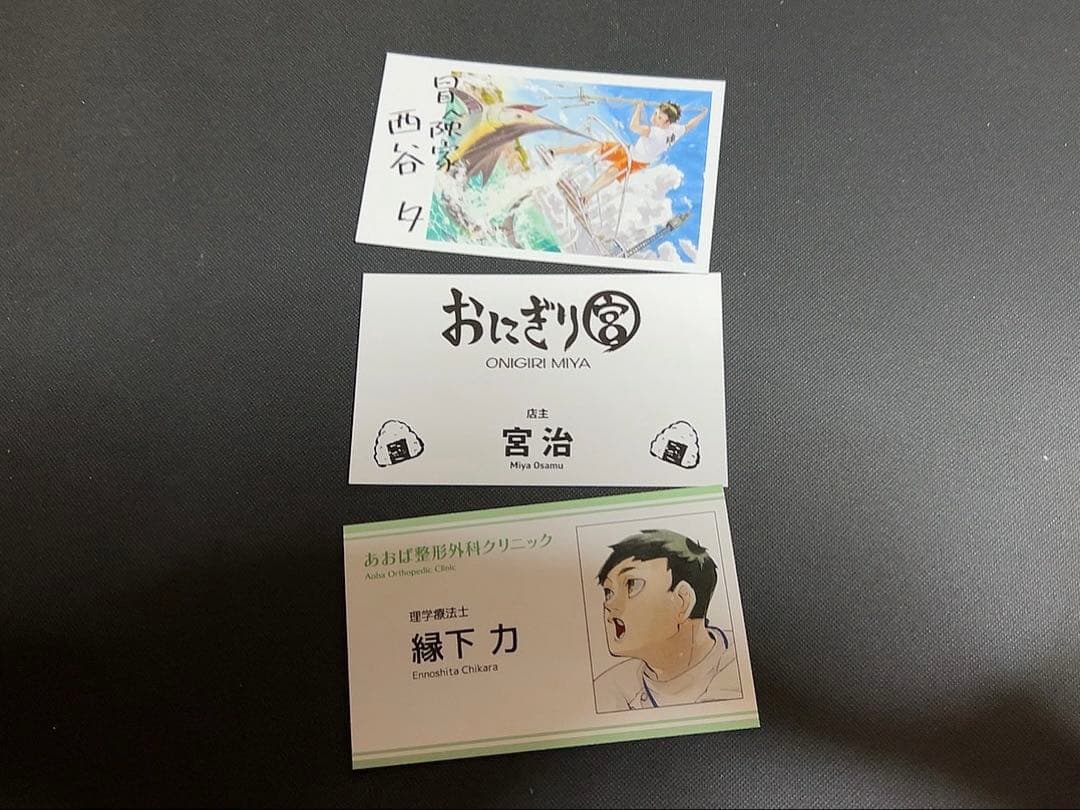 冒険家
西谷 夕
おにぎり宮
ONIGIRI MIYA
店主
宮 治
Miya Osamu
あおば整形外科クリニック
Aoba Orthopedic Clinic
理学療法士
縁下 力
Ennoshita Chikara